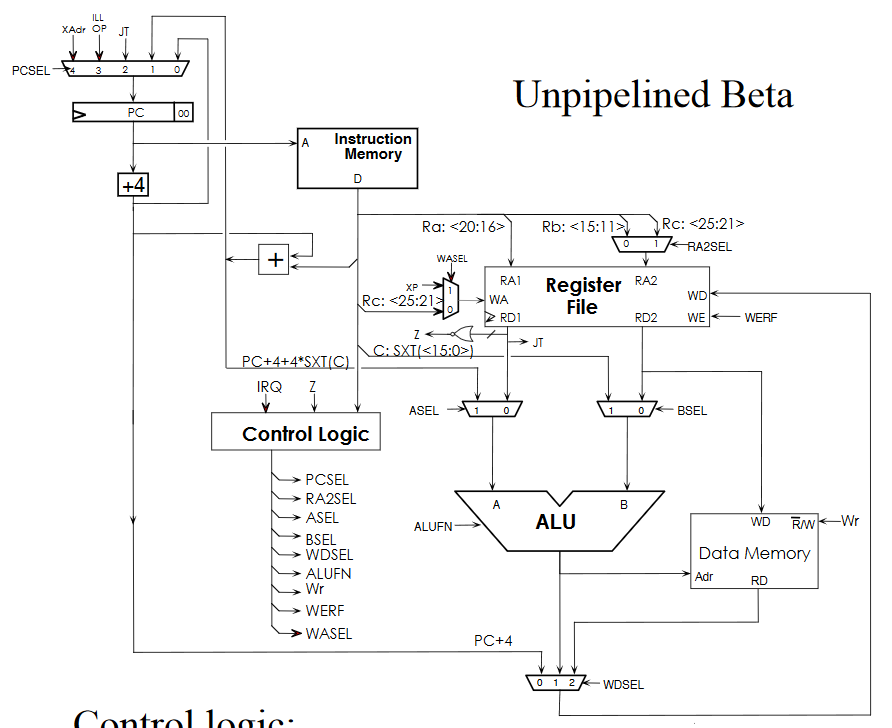 ILL
XAdr OP JT
PCSEL 4 3 2 1 0
Unpipelined Beta
PC 00
A Instruction
Memory
D
+4
Ra: <20:16> Rb: <15:11> Rc: <25:21>
0 1 RA2SEL
+
WASEL
XP 1
Rc: <25:21> 0
RA1 Register RA2
File
WA WD
RD1 RD2 WE WERF
Z JT
C: SXT(<15:0>)
PC+4+4*SXT(C)
IRQ Z
ASEL 1 0 1 0 BSEL
Control Logic
PCSEL
RA2SEL
ASEL
BSEL
WDSEL
ALUFN
Wr
WERF
WASEL
A B
ALUFN ALU
WD R/W Wr
Data Memory
Adr RD
PC+4
0 1 2 WDSEL
Control logic: